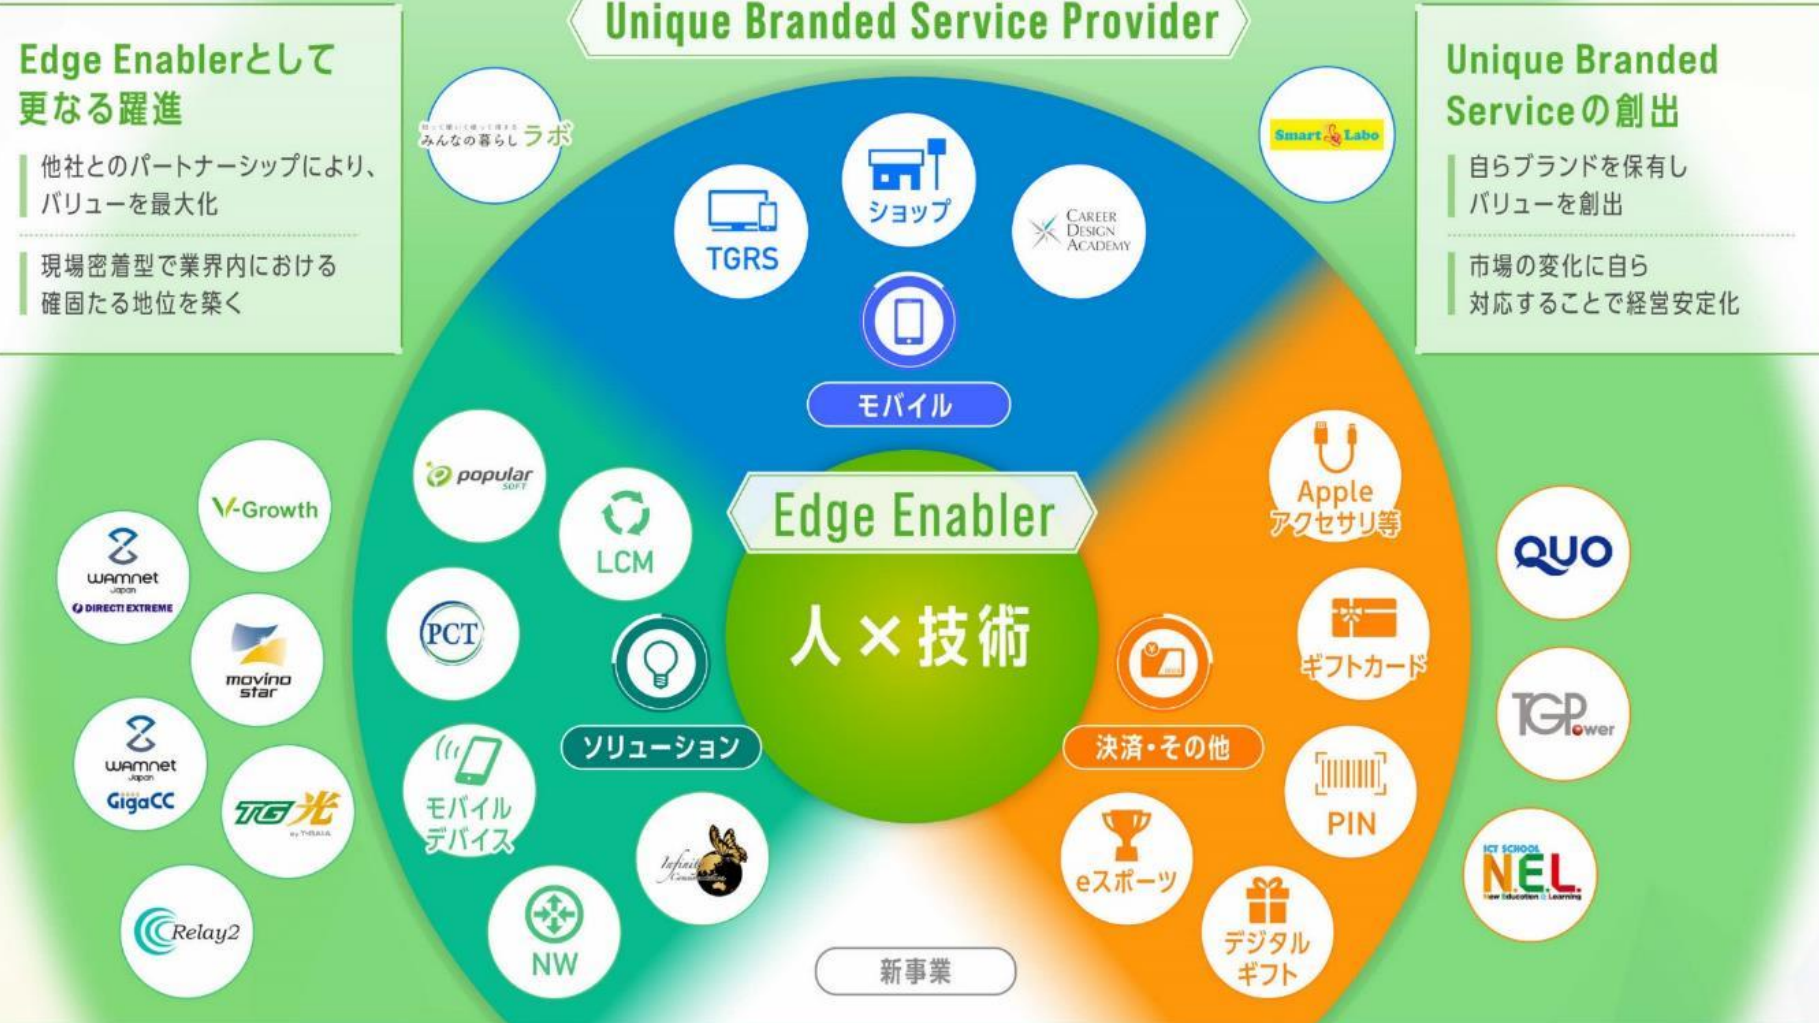 Unique Branded Service Provider
Edge Enablerとして
更なる躍進
他社とのパートナーシップにより、
バリューを最大化
現場密着型で業界内における
確固たる地位を築く
Unique Branded
Serviceの創出
自らブランドを保有し
バリューを創出
市場の変化に自ら
対応することで経営安定化
みんなの暮らしラボ
Smart Labo
TGRS
ショップ
CAREER
DESIGN
ACADEMY
モバイル
Edge Enabler
人×技術
popular
SOFT
LCM
PCT
ソリューション
モバイル
デバイス
Infinity
NW
V-Growth
wamnet
Japan
DIRECT! EXTREME
movino
star
wamnet
Japan
GigaCC
TG光
Relay2
Apple
アクセサリ等
ギフトカード
決済・その他
PIN
eスポーツ
デジタル
ギフト
新事業
QUO
TGPower
ICT SCHOOL
N.E.L.
New Education & Learning